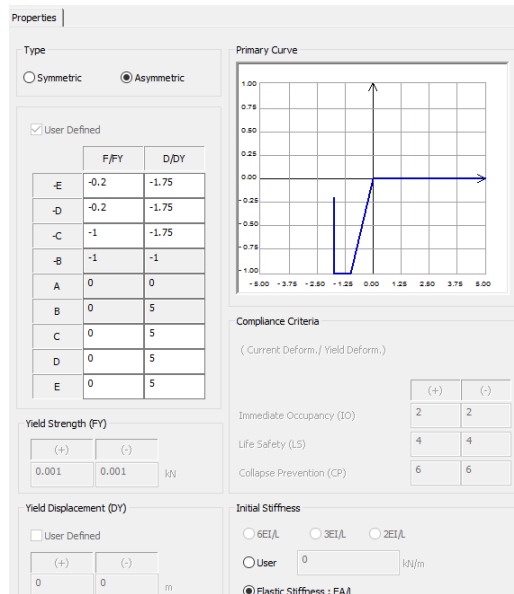 Properties
Type
Symmetric Asymmetric
User Defined
F/FY D/DY
-E -0.2 -1.75
-D -0.2 -1.75
-C -1 -1.75
-B -1 -1
A 0 0
B 0 5
C 0 5
D 0 5
E 0 5
Yield Strength (FY)
(+) (-)
0.001 0.001 kN
Yield Displacement (DY)
User Defined
(+) (-)
0 0 m
Primary Curve
1.00
0.75
0.50
0.25
0.00
-0.25
-0.50
-0.75
-1.00
-5.00 -3.75 -2.50 -1.25 0.00 1.25 2.50 3.75 5.00
Compliance Criteria
( Current Deform./ Yield Deform.)
(+) (-)
Immediate Occupancy (IO) 2 2
Life Safety (LS) 4 4
Collapse Prevention (CP) 6 6
Initial Stiffness
6EI/L 3EI/L 2EI/L
User 0 kN/m
Elastic Stiffness : EA/L